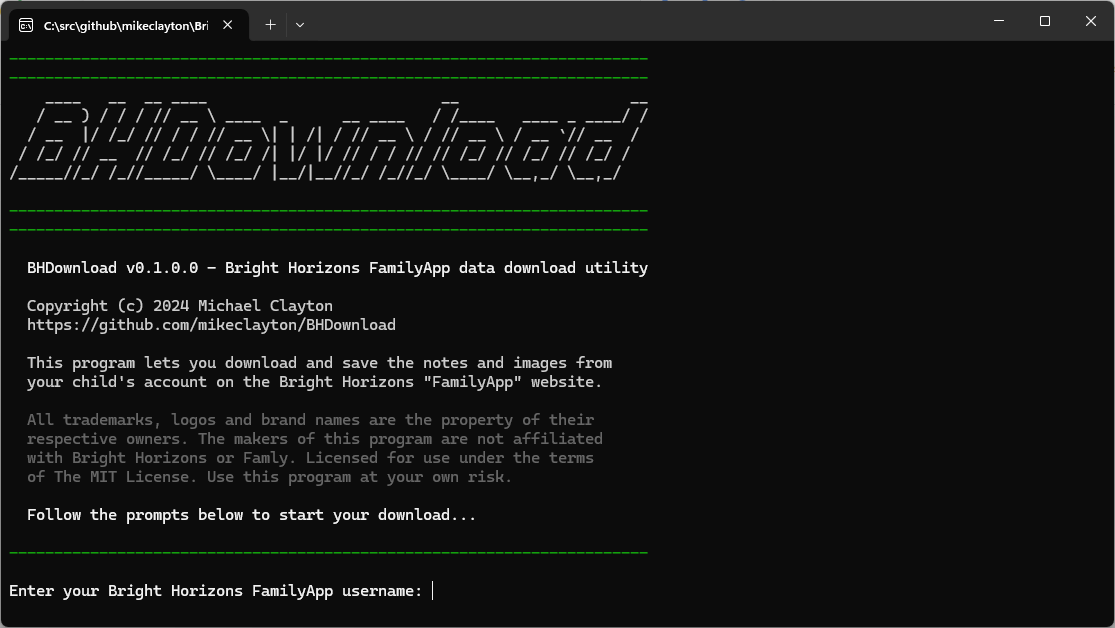 C:\src\github\mikeclayton\Bri
BHDownload
BHDownload v0.1.0.0 - Bright Horizons FamilyApp data download utility
Copyright (c) 2024 Michael Clayton
https://github.com/mikeclayton/BHDownload
This program lets you download and save the notes and images from
your child's account on the Bright Horizons "FamilyApp" website.
All trademarks, logos and brand names are the property of their
respective owners. The makers of this program are not affiliated
with Bright Horizons or Famly. Licensed for use under the terms
of The MIT License. Use this program at your own risk.
Follow the prompts below to start your download...
Enter your Bright Horizons FamilyApp username: